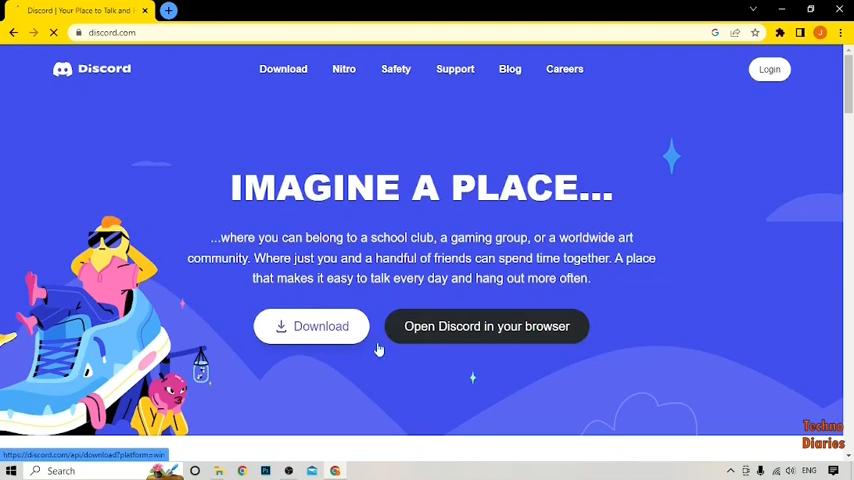 Discord | Your Place to Talk and H
discord.com
J
Discord
Download
Nitro
Safety
Support
Blog
Careers
Login
IMAGINE A PLACE...
...where you can belong to a school club, a gaming group, or a worldwide art
community. Where just you and a handful of friends can spend time together. A place
that makes it easy to talk every day and hang out more often.
Download
Open Discord in your browser
Techno
Diaries
https://discord.com/api/download?platform=win
Search
ENG